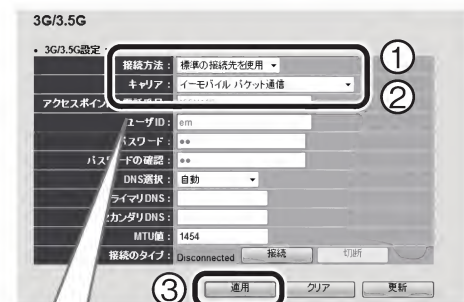 3G/3.5G
• 3G/3.5G設定：
接続方法： 標準の接続先を使用 ①
キャリア： イーモバイル パケット通信 ②
アクセスポイン
ユーザID： em
スワード： ●●
パス ードの確認： ●●
DNS選択： 自動
ライマリDNS：
カンダリDNS：
MTU値： 1454
接続のタイプ： Disconnected 接続 切断
③ 適用 クリア 更新